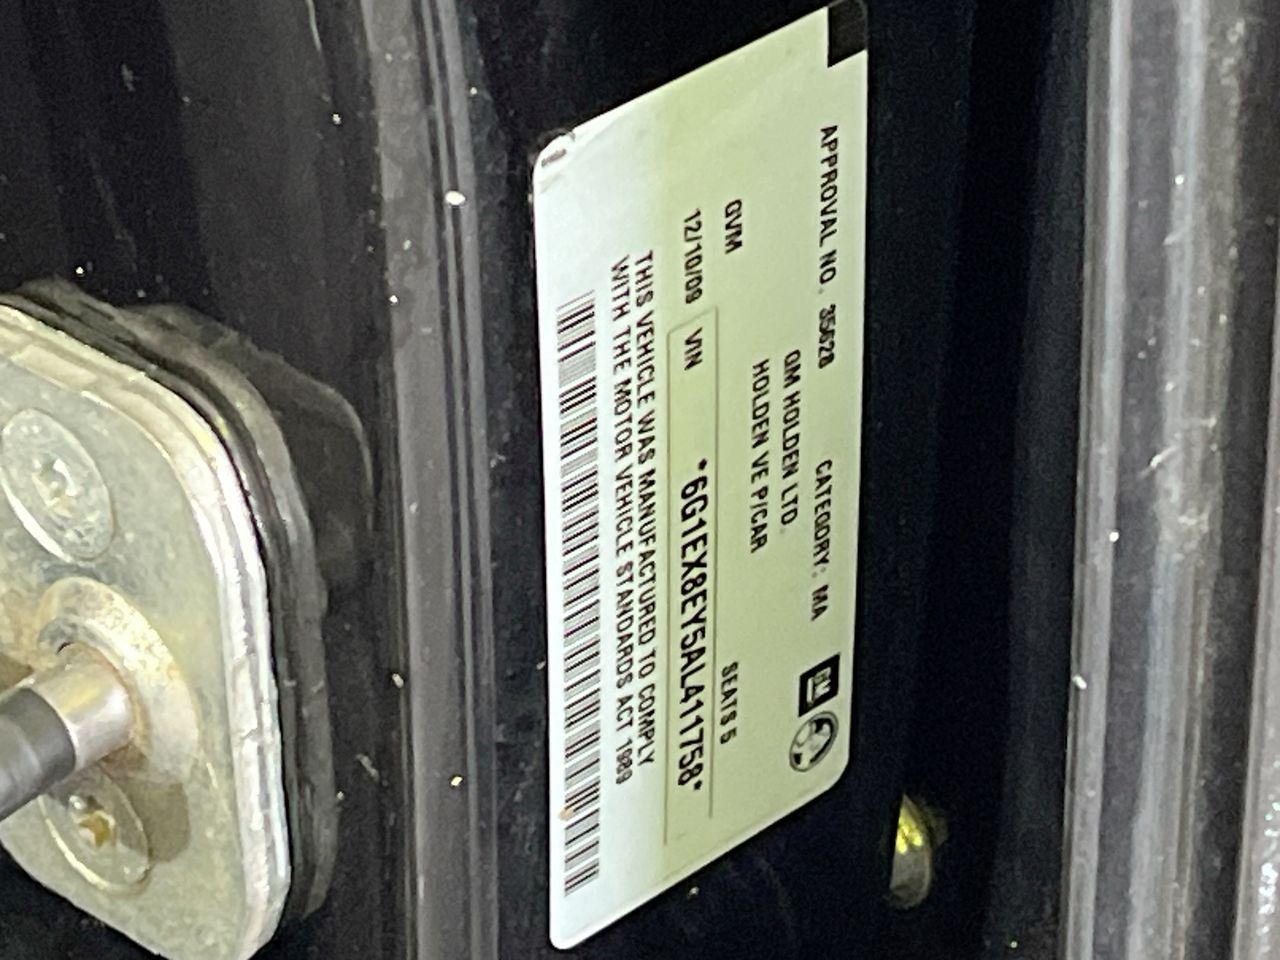 APPROVAL NO. 35628 CATEGORY: MA GM
GM HOLDEN LTD.
HOLDEN VE P/CAR
GVM SEATS 5
12/10/09 VIN *6G1EX8EY5AL411758*
THIS VEHICLE WAS MANUFACTURED TO COMPLY
WITH THE MOTOR VEHICLE STANDARDS ACT 1989